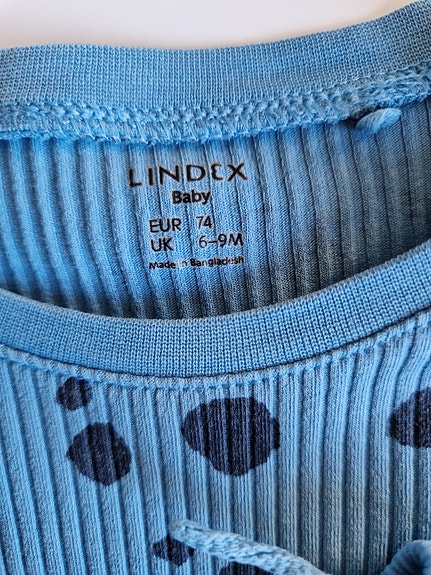 LINDEX
Baby
EUR 74
UK 6-9M
Made in Bangladesh